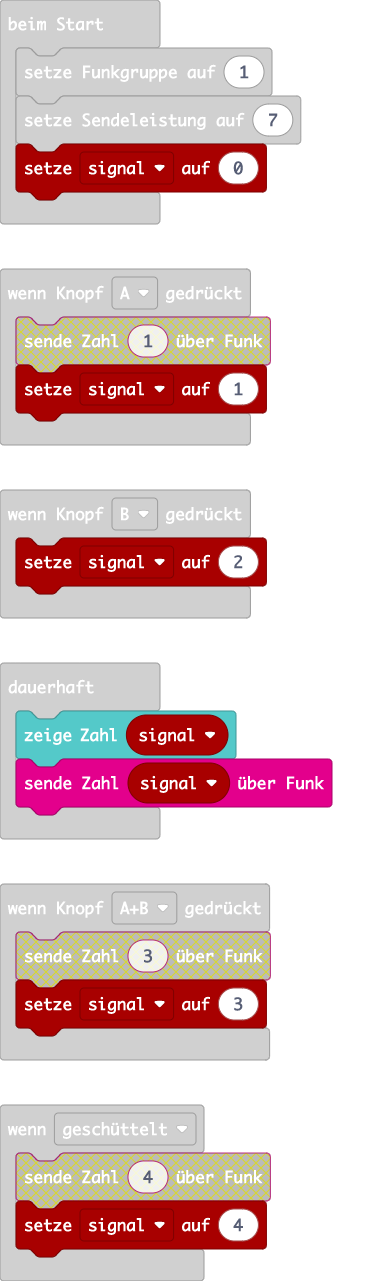 beim Start
setze Funkgruppe auf 1
setze Sendeleistung auf 7
setze signal auf 0
wenn Knopf A gedrückt
sende Zahl 1 über Funk
setze signal auf 1
wenn Knopf B gedrückt
setze signal auf 2
dauerhaft
zeige Zahl signal
sende Zahl signal über Funk
wenn Knopf A+B gedrückt
sende Zahl 3 über Funk
setze signal auf 3
wenn geschüttelt
sende Zahl 4 über Funk
setze signal auf 4